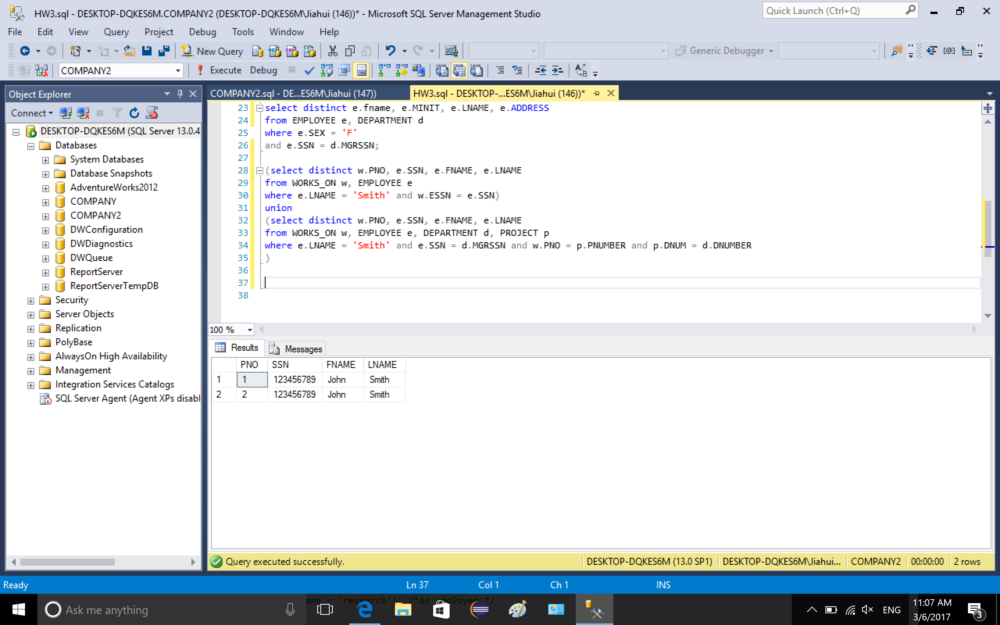 HW3.sql - DESKTOP-DQKES6M.COMPANY2 (DESKTOP-DQKES6M\Jiahui (146))* - Microsoft SQL Server Management Studio
Quick Launch (Ctrl+Q)
File Edit View Query Project Debug Tools Window Help
New Query
Generic Debugger
COMPANY2
Execute Debug
Object Explorer
COMPANY2.sql - DE...ES6M\Jiahui (147))
HW3.sql - DESKTOP-...ES6M\Jiahui (146))*
Connect
DESKTOP-DQKES6M (SQL Server 13.0.4
Databases
System Databases
Database Snapshots
AdventureWorks2012
COMPANY
COMPANY2
DWConfiguration
DWDiagnostics
DWQueue
ReportServer
ReportServerTempDB
Security
Server Objects
Replication
PolyBase
AlwaysOn High Availability
Management
Integration Services Catalogs
SQL Server Agent (Agent XPs disabl
23 select distinct e.fname, e.MINIT, e.LNAME, e.ADDRESS
24 from EMPLOYEE e, DEPARTMENT d
25 where e.SEX = 'F'
26 and e.SSN = d.MGRSSN;
27
28 (select distinct w.PNO, e.SSN, e.FNAME, e.LNAME
29 from WORKS_ON w, EMPLOYEE e
30 where e.LNAME = 'Smith' and w.ESSN = e.SSN)
31 union
32 (select distinct w.PNO, e.SSN, e.FNAME, e.LNAME
33 from WORKS_ON w, EMPLOYEE e, DEPARTMENT d, PROJECT p
34 where e.LNAME = 'Smith' and e.SSN = d.MGRSSN and w.PNO = p.PNUMBER and p.DNUM = d.DNUMBER
35 )
36
37
38
100 %
Results Messages
PNO SSN FNAME LNAME
1 1 123456789 John Smith
2 2 123456789 John Smith
Query executed successfully.
DESKTOP-DQKES6M (13.0 SP1) DESKTOP-DQKES6M\Jiahui... COMPANY2 00:00:00 2 rows
Ready Ln 37 Col 1 Ch 1 INS
ame = 'research'); /*as employee */
Ask me anything
ENG
11:07 AM
3/6/2017
3